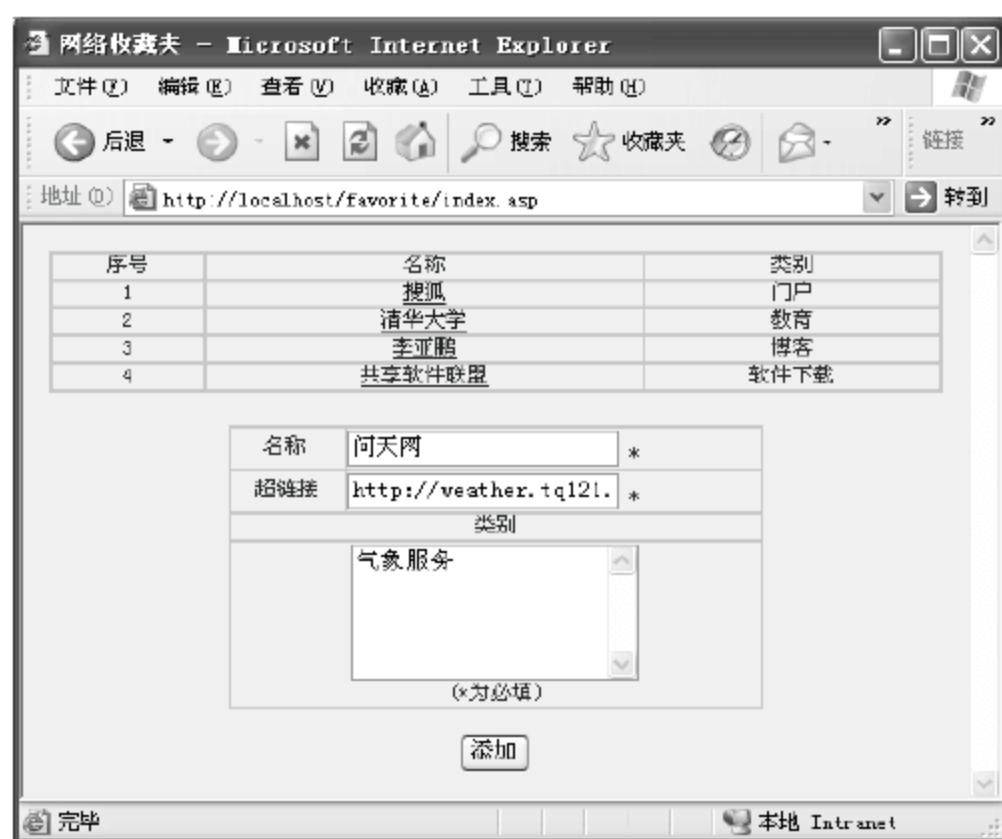 网络收藏夹 - Microsoft Internet Explorer
文件(F) 编辑(E) 查看(V) 收藏(A) 工具(T) 帮助(H)
后退 搜索 收藏夹 » 链接 »
地址(D) http://localhost/favorite/index.asp 转到
序号 名称 类别
1 搜狐 门户
2 清华大学 教育
3 李亚鹏 博客
4 共享软件联盟 软件下载
名称 问天网 *
超链接 http://weather.tq121. *
类别
气象服务
(*为必填)
添加
完毕 本地 Intranet